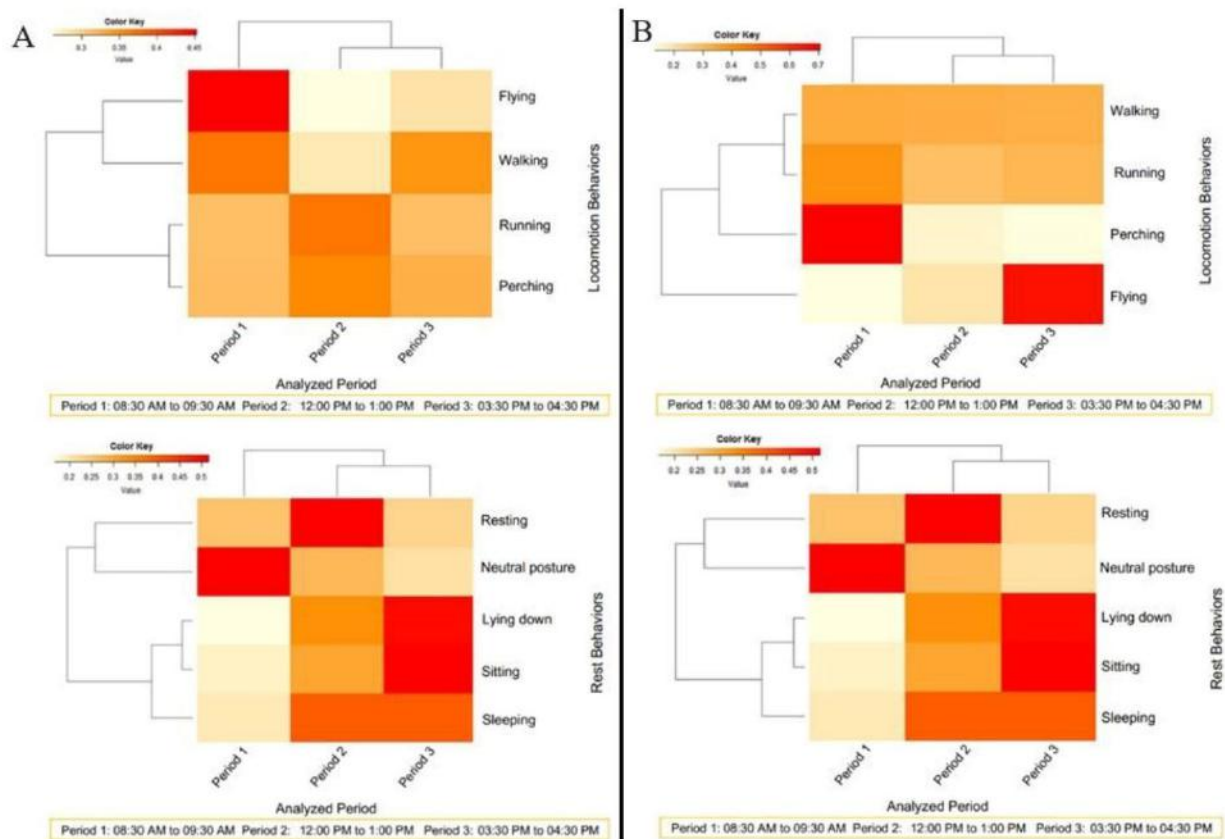 A
Color Key
0.3 0.35 0.4 0.45
Value
Flying
Walking
Running
Perching
Locomotion Behaviors
Period 1
Period 2
Period 3
Analyzed Period
Period 1: 08:30 AM to 09:30 AM Period 2: 12:00 PM to 1:00 PM Period 3: 03:30 PM to 04:30 PM
Color Key
0.2 0.25 0.3 0.35 0.4 0.45 0.5
Value
Resting
Neutral posture
Lying down
Sitting
Sleeping
Rest Behaviors
Period 1
Period 2
Period 3
Analyzed Period
Period 1: 08:30 AM to 09:30 AM Period 2: 12:00 PM to 1:00 PM Period 3: 03:30 PM to 04:30 PM
B
Color Key
0.2 0.3 0.4 0.5 0.6 0.7
Value
Walking
Running
Perching
Flying
Locomotion Behaviors
Period 1
Period 2
Period 3
Analyzed Period
Period 1: 08:30 AM to 09:30 AM Period 2: 12:00 PM to 1:00 PM Period 3: 03:30 PM to 04:30 PM
Color Key
0.2 0.25 0.3 0.35 0.4 0.45 0.5
Value
Resting
Neutral posture
Lying down
Sitting
Sleeping
Rest Behaviors
Period 1
Period 2
Period 3
Analyzed Period
Period 1: 08:30 AM to 09:30 AM Period 2: 12:00 PM to 1:00 PM Period 3: 03:30 PM to 04:30 PM